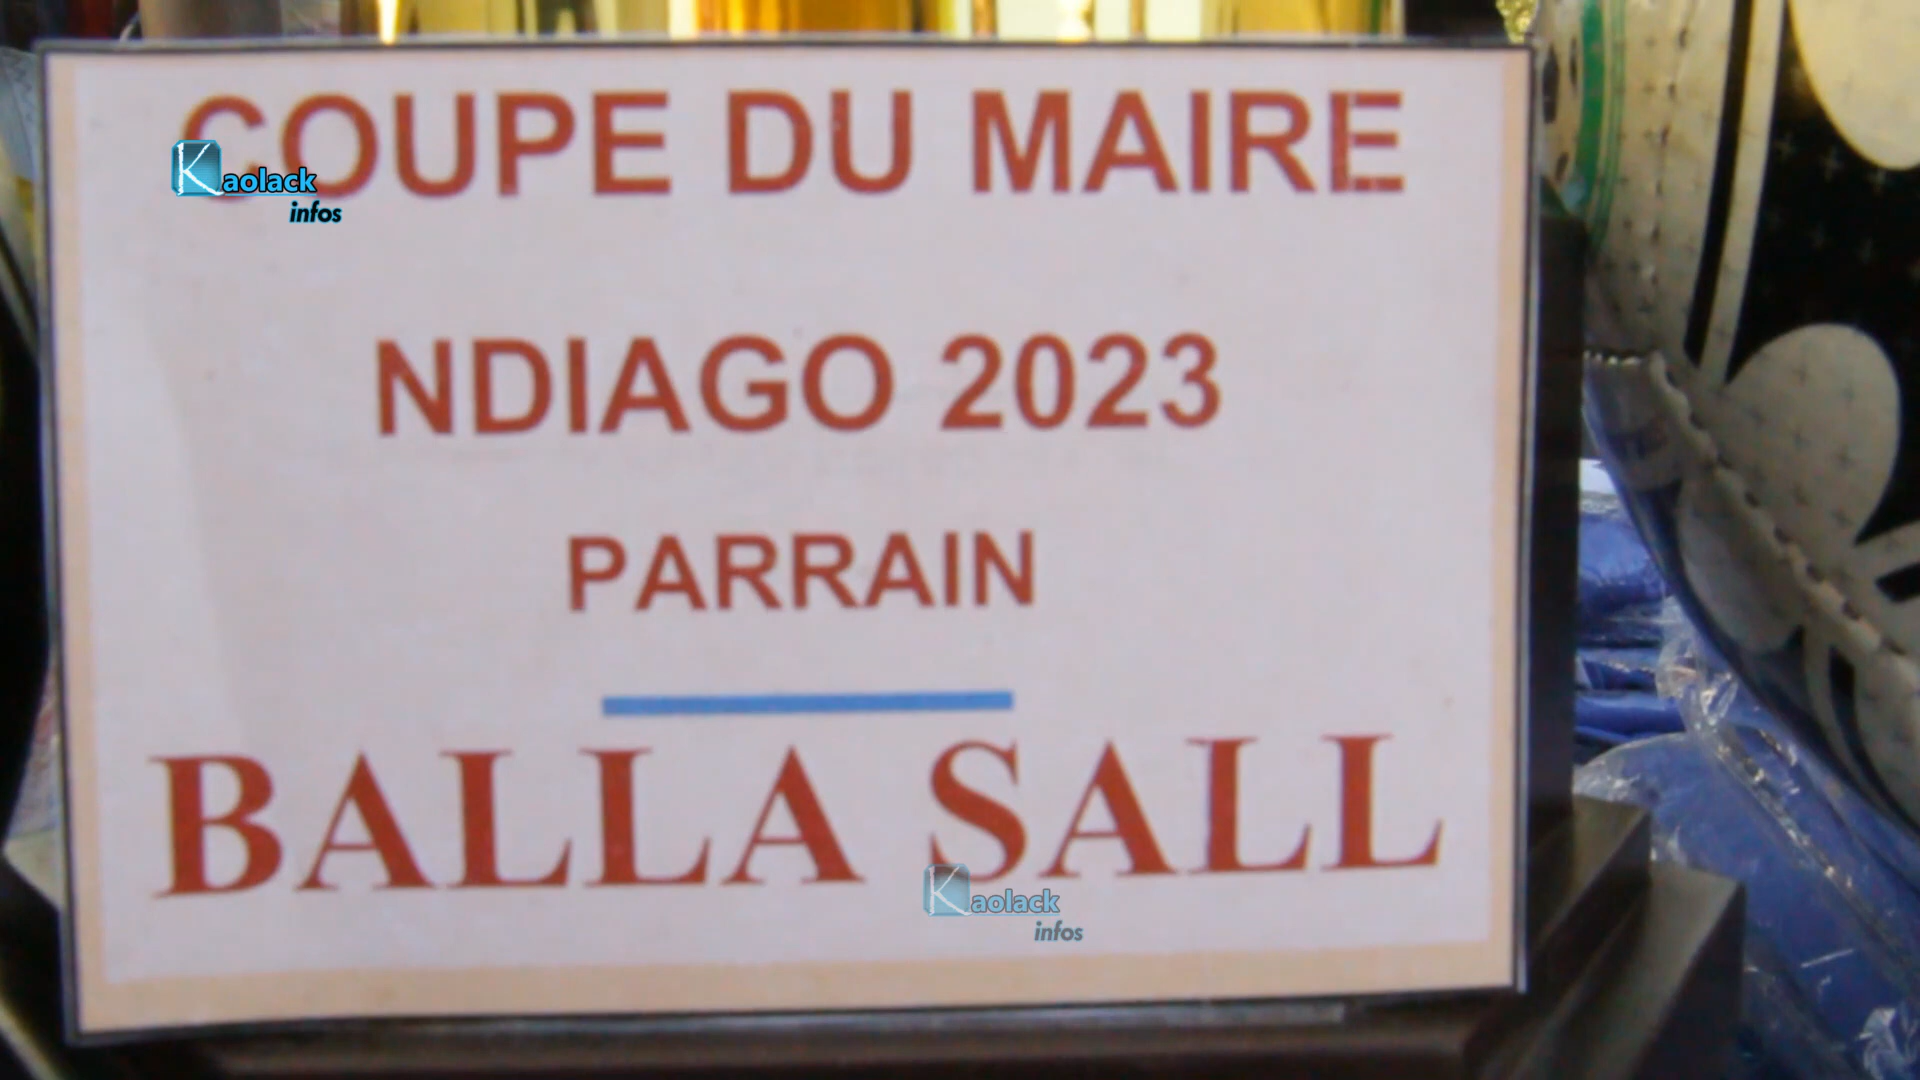 COUPE DU MAIRE
Kaolack
infos
NDIAGO 2023
PARRAIN
BALLA SALL
Kaolack
infos